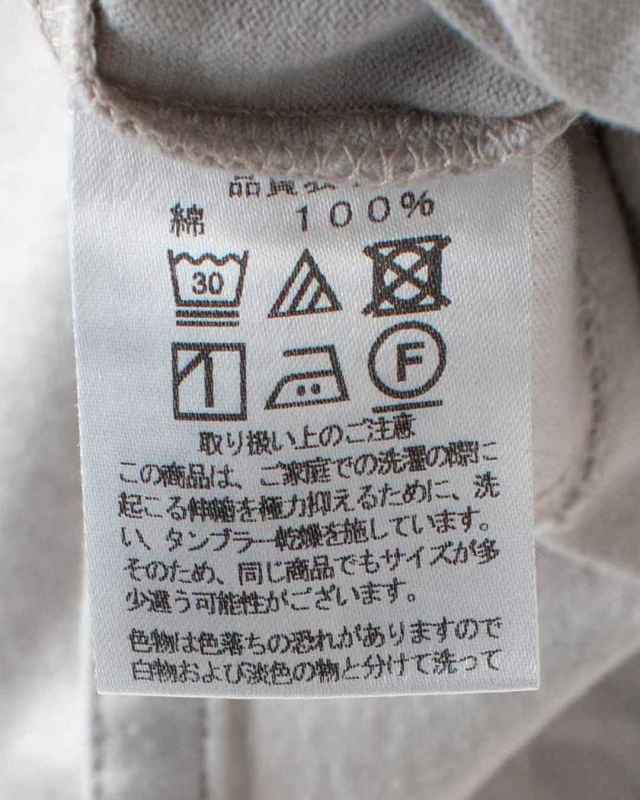 品質表示
綿 100%
30
F
取り扱い上のご注意
この商品は、ご家庭での洗濯の際に
起こる伸縮を極力抑えるために、洗
い、タンブラー乾燥を施しています。
そのため、同じ商品でもサイズが多
少違う可能性がございます。
色物は色落ちの恐れがありますので
白物および淡色の物と分けて洗って